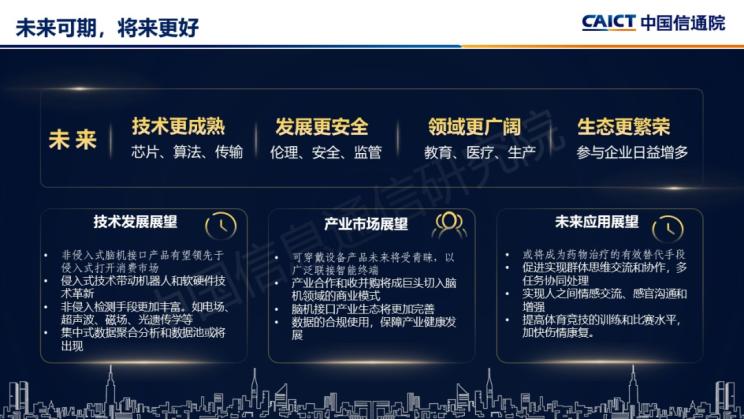 未来可期，将来更好
CAICT 中国信通院
未来
技术更成熟
芯片、算法、传输
发展更安全
伦理、安全、监管
领域更广阔
教育、医疗、生产
生态更繁荣
参与企业日益增多
技术发展展望
• 非侵入式脑机接口产品有望领先于
侵入式打开消费市场
• 侵入式技术带动机器人和软硬件技
术革新
• 非侵入检测手段更加丰富。如电场、
超声波、磁场、光遗传学等
• 集中式数据聚合分析和数据池或将
出现
产业市场展望
• 可穿戴设备产品未来将受青睐，以
广泛联接智能终端
• 产业合作和收并购将成巨头切入脑
机领域的商业模式
• 脑机接口产业生态将更加完善
• 数据的合规使用，保障产业健康发
展
未来应用展望
• 或将成为药物治疗的有效替代手段
• 促进实现群体思维交流和协作，多
任务协同处理
• 实现人之间情感交流、感官沟通和
增强
• 提高体育竞技的训练和比赛水平，
加快伤情康复。
中国信息通信研究院